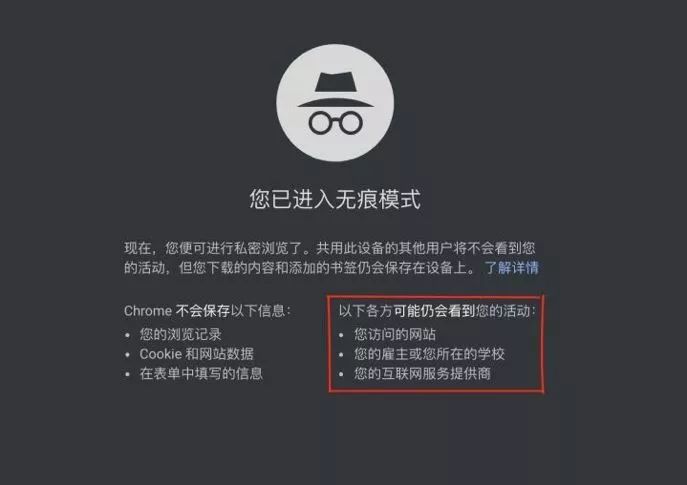 您已进入无痕模式
现在，您便可进行私密浏览了。共用此设备的其他用户将不会看到您
的活动，但您下载的内容和添加的书签仍会保存在设备上。了解详情
Chrome 不会保存以下信息：
• 您的浏览记录
• Cookie 和网站数据
• 在表单中填写的信息
以下各方可能仍会看到您的活动：
• 您访问的网站
• 您的雇主或您所在的学校
• 您的互联网服务提供商